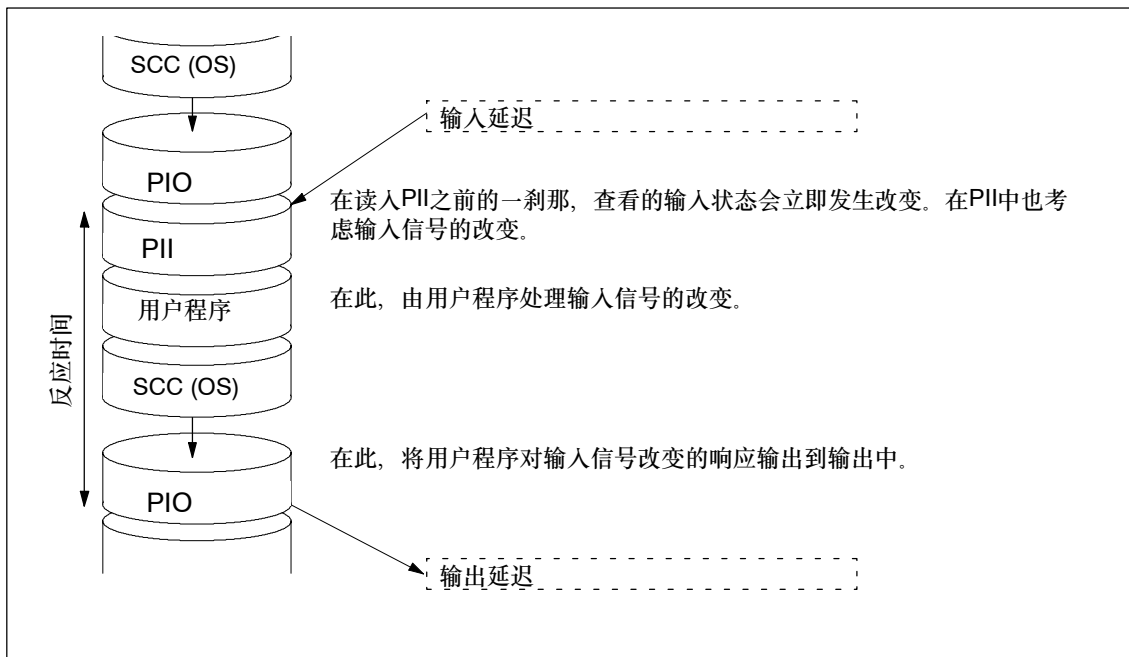 SCC (OS)
输入延迟
PIO
在读入PII之前的一刹那，查看的输入状态会立即发生改变。在PII中也考
虑输入信号的改变。
PII
用户程序
在此，由用户程序处理输入信号的改变。
反应时间
SCC (OS)
在此，将用户程序对输入信号改变的响应输出到输出中。
PIO
输出延迟